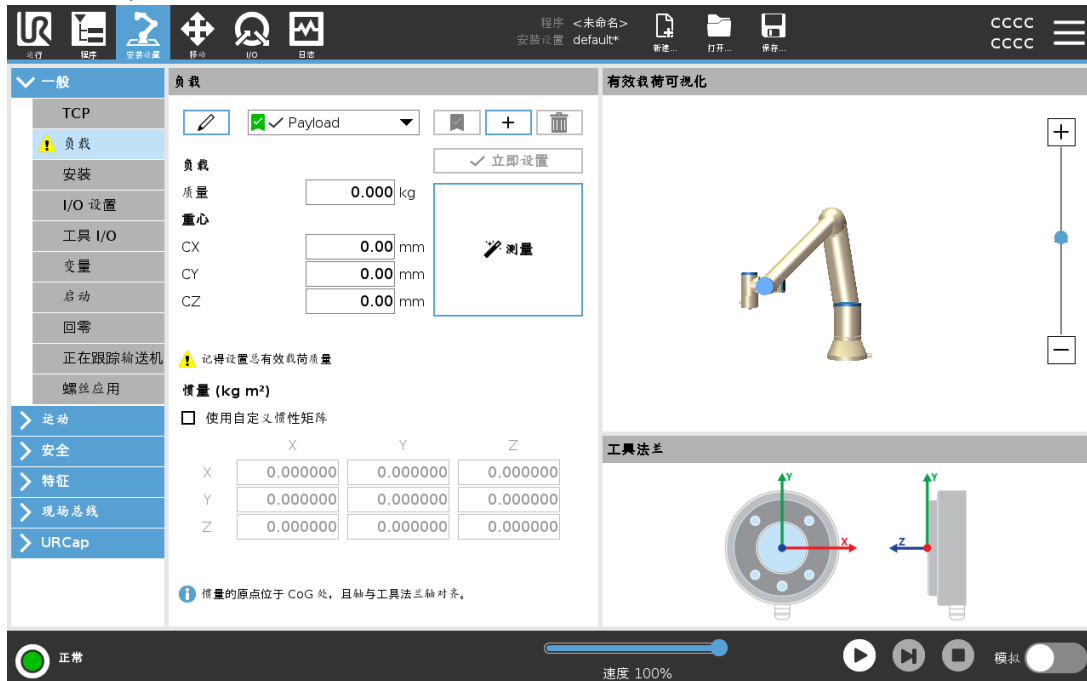 UR
运行
程序
安装设置
移动
I/O
日志
程序 <未命名>
安装设置 default*
新建...
打开...
保存...
CCCC
CCCC
一般
TCP
负载
安装
I/O 设置
工具 I/O
变量
启动
回零
正在跟踪输送机
螺丝应用
运动
安全
特征
现场总线
URCap
负载
Payload
+
立即设置
负载
质量 0.000 kg
重心
CX 0.00 mm
CY 0.00 mm
CZ 0.00 mm
测量
记得设置总有效载荷质量
惯量 (kg m²)
使用自定义惯性矩阵
X Y Z
X 0.000000 0.000000 0.000000
Y 0.000000 0.000000 0.000000
Z 0.000000 0.000000 0.000000
惯量的原点位于 CoG 处，且轴与工具法兰轴对齐。
有效载荷可视化
工具法兰
Y
X
Y
Z
正常
速度 100%
模拟